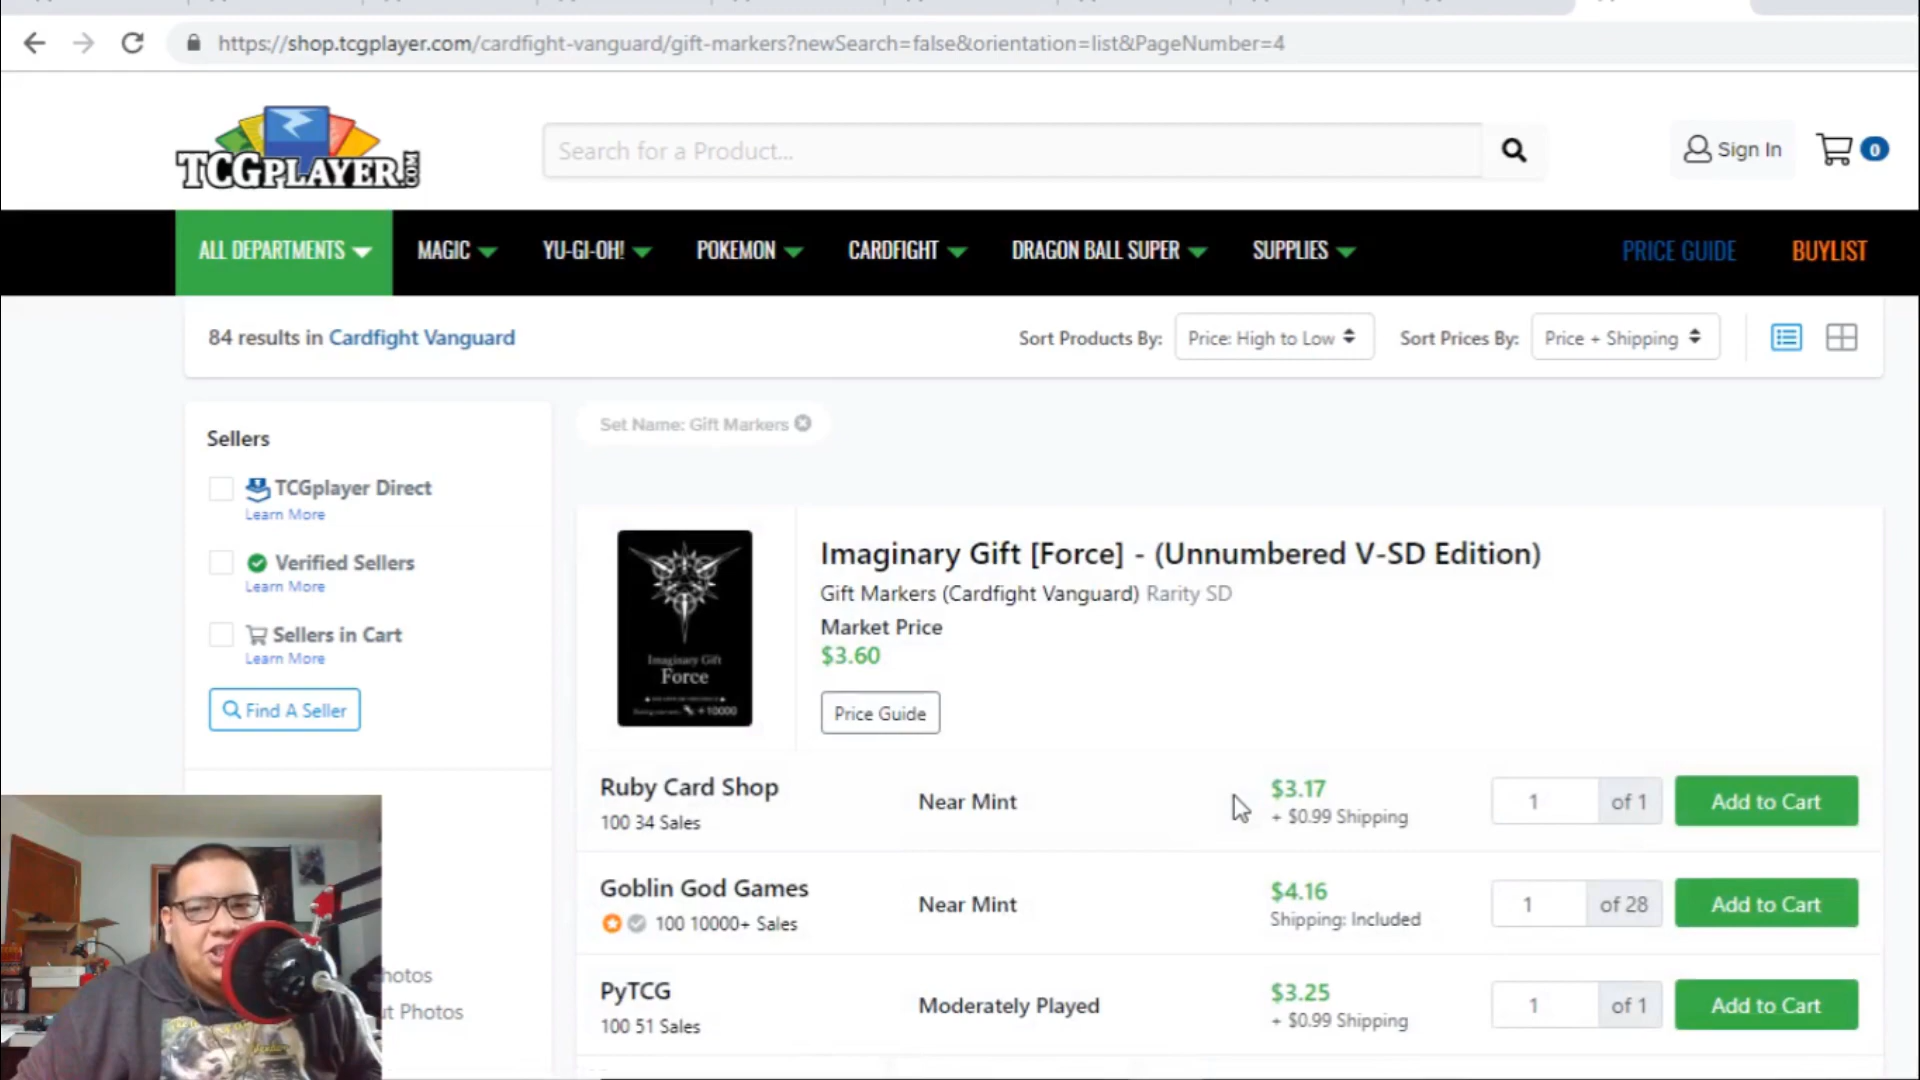 https://shop.tcgplayer.com/cardfight-vanguard/gift-markers?newSearch=false&orientation=list&PageNumber=4
TCGPLAYER.COM
Search for a Product...
Sign In
0
ALL DEPARTMENTS
MAGIC
YU-GI-OH!
POKEMON
CARDFIGHT
DRAGON BALL SUPER
SUPPLIES
PRICE GUIDE
BUYLIST
84 results in Cardfight Vanguard
Sort Products By:
Price: High to Low
Sort Prices By:
Price + Shipping
Sellers
TCGplayer Direct
Learn More
Verified Sellers
Learn More
Sellers in Cart
Learn More
Find A Seller
hotos
t Photos
Set Name: Gift Markers
Imaginary Gift
Force
+10000
Imaginary Gift [Force] - (Unnumbered V-SD Edition)
Gift Markers (Cardfight Vanguard) Rarity SD
Market Price
$3.60
Price Guide
Ruby Card Shop
100 34 Sales
Near Mint
$3.17
+ $0.99 Shipping
1 of 1
Add to Cart
Goblin God Games
100 10000+ Sales
Near Mint
$4.16
Shipping: Included
1 of 28
Add to Cart
PyTCG
100 51 Sales
Moderately Played
$3.25
+ $0.99 Shipping
1 of 1
Add to Cart